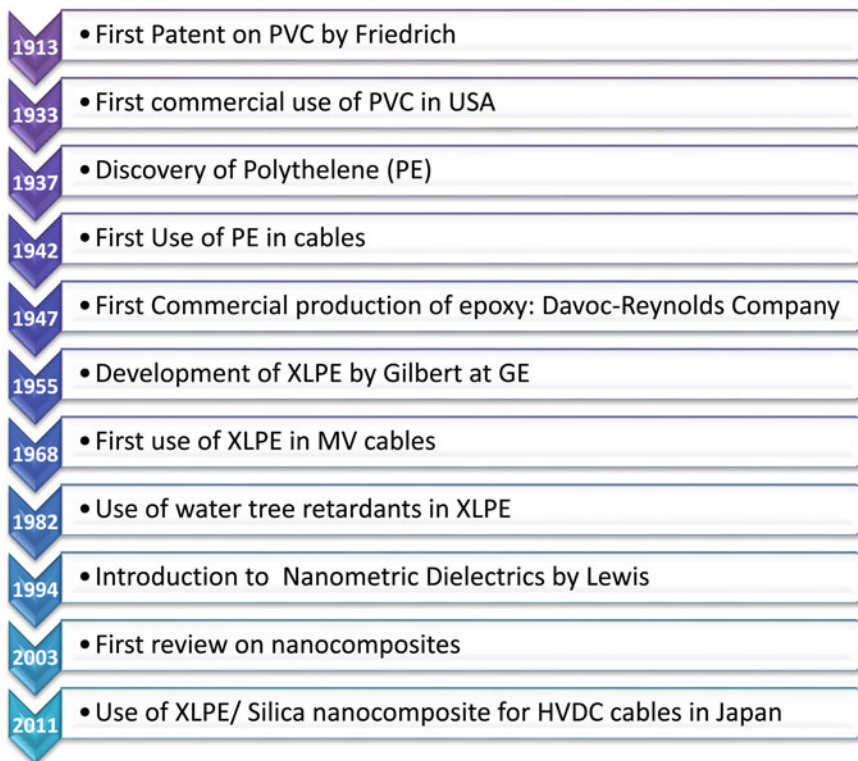 1913
• First Patent on PVC by Friedrich
1933
• First commercial use of PVC in USA
1937
• Discovery of Polythelene (PE)
1942
• First Use of PE in cables
1947
• First Commercial production of epoxy: Davoc-Reynolds Company
1955
• Development of XLPE by Gilbert at GE
1968
• First use of XLPE in MV cables
1982
• Use of water tree retardants in XLPE
1994
• Introduction to  Nanometric Dielectrics by Lewis
2003
• First review on nanocomposites
2011
• Use of XLPE/ Silica nanocomposite for HVDC cables in Japan